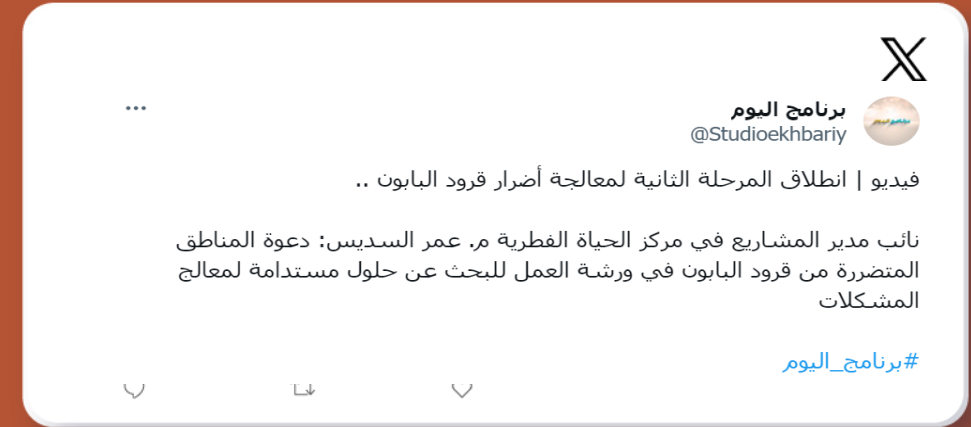 برنامج اليوم
@Studioekhbariy
فيديو | انطلاق المرحلة الثانية لمعالجة أضرار قرود البابون ..
نائب مدير المشاريع في مركز الحياة الفطرية م. عمر السديس: دعوة المناطق
المتضررة من قرود البابون في ورشة العمل للبحث عن حلول مستدامة لمعالج
المشكلات
#برنامج_اليوم